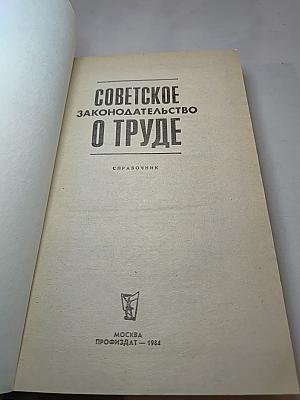 СОВЕТСКОЕ
ЗАКОНОДАТЕЛЬСТВО
О ТРУДЕ
СПРАВОЧНИК
МОСКВА
ПРОФИЗДАТ — 1984